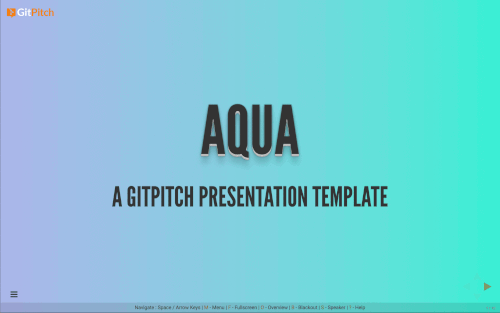 GitPitch
AQUA
A GITPITCH PRESENTATION TEMPLATE
Navigate : Space / Arrow Keys | M - Menu | F - Fullscreen | O - Overview | B - Blackout | S - Speaker | ? - Help